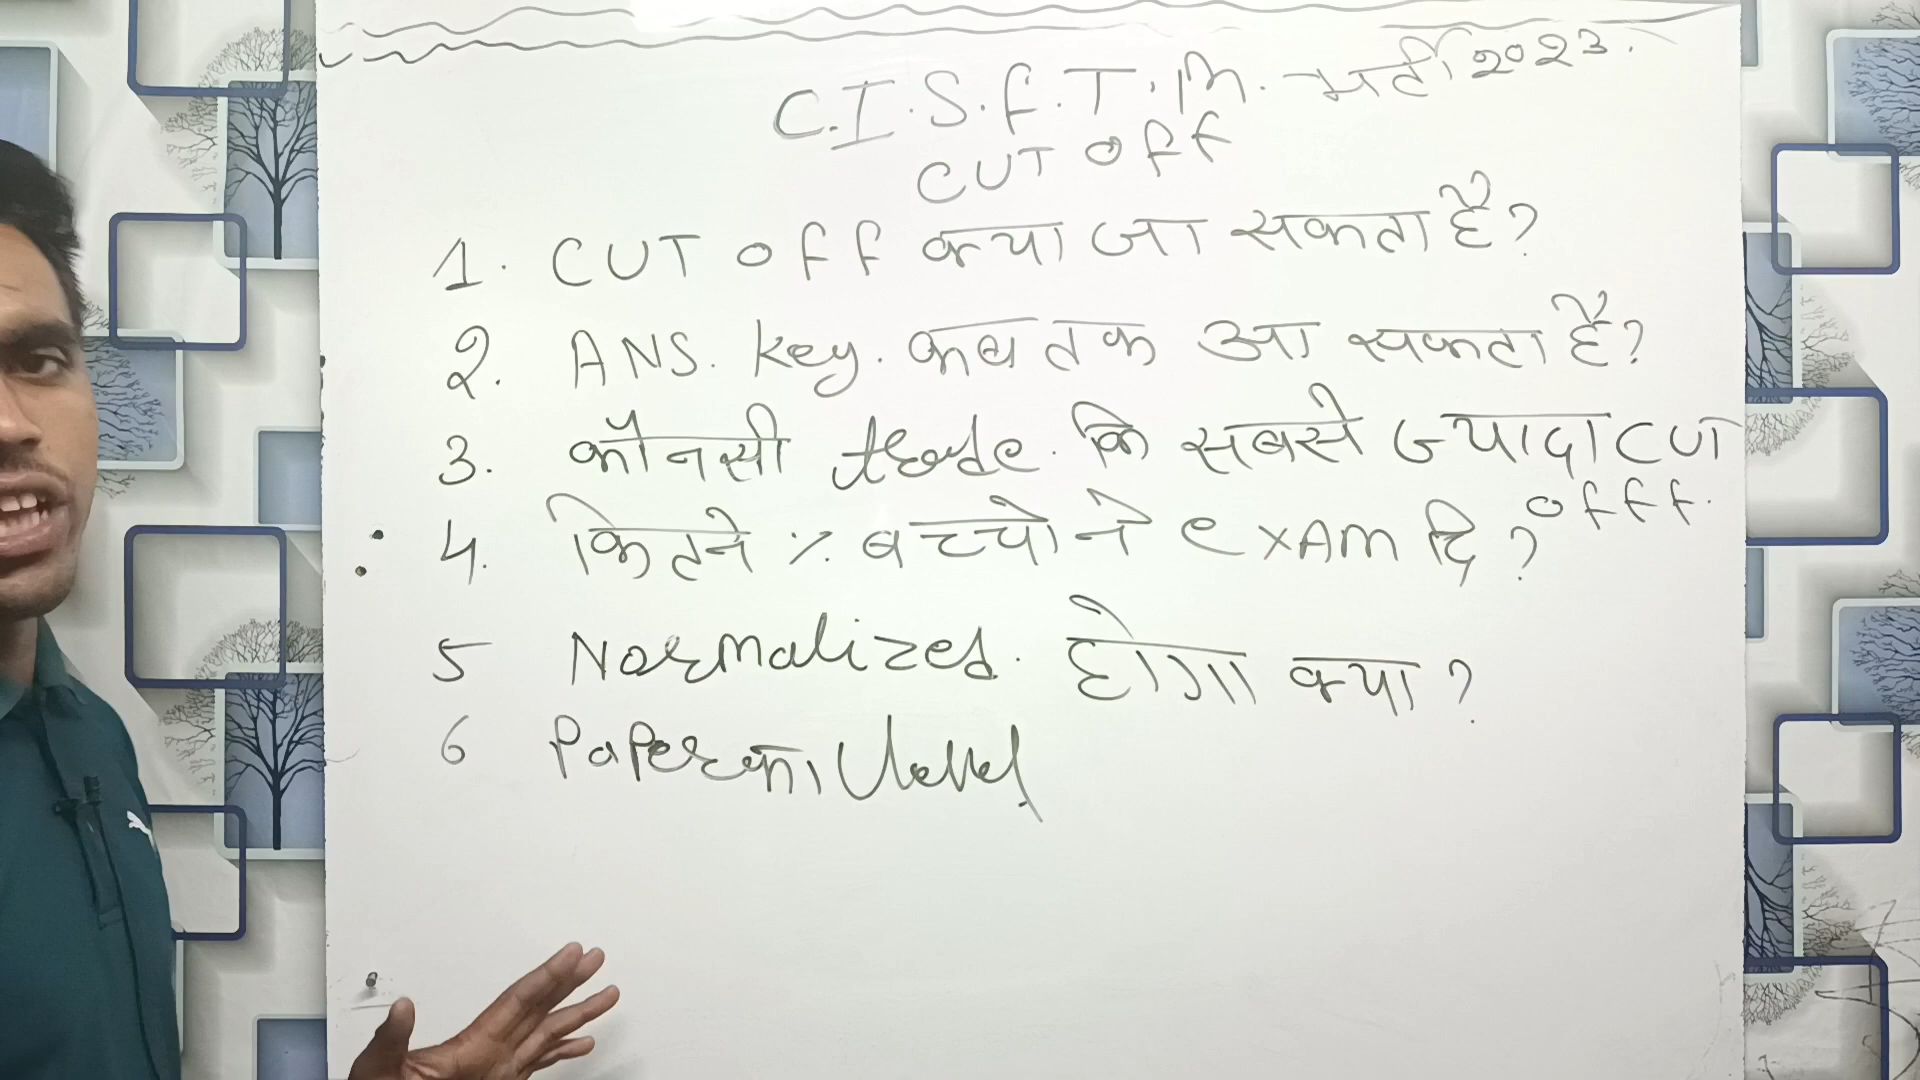 C.I.S.F.T.M. भर्ती 2023.
CUT OFF
1. CUT OFF क्या जा सकता है?
2. ANS. Key. कब तक आ सकता है?
3. कौनसी trade. कि सबसे ज्यादा CUT OFFF.
4. कितने % बच्चो ने eXAM दि?
5 Normalized. होगा क्या?
6 Paper का level